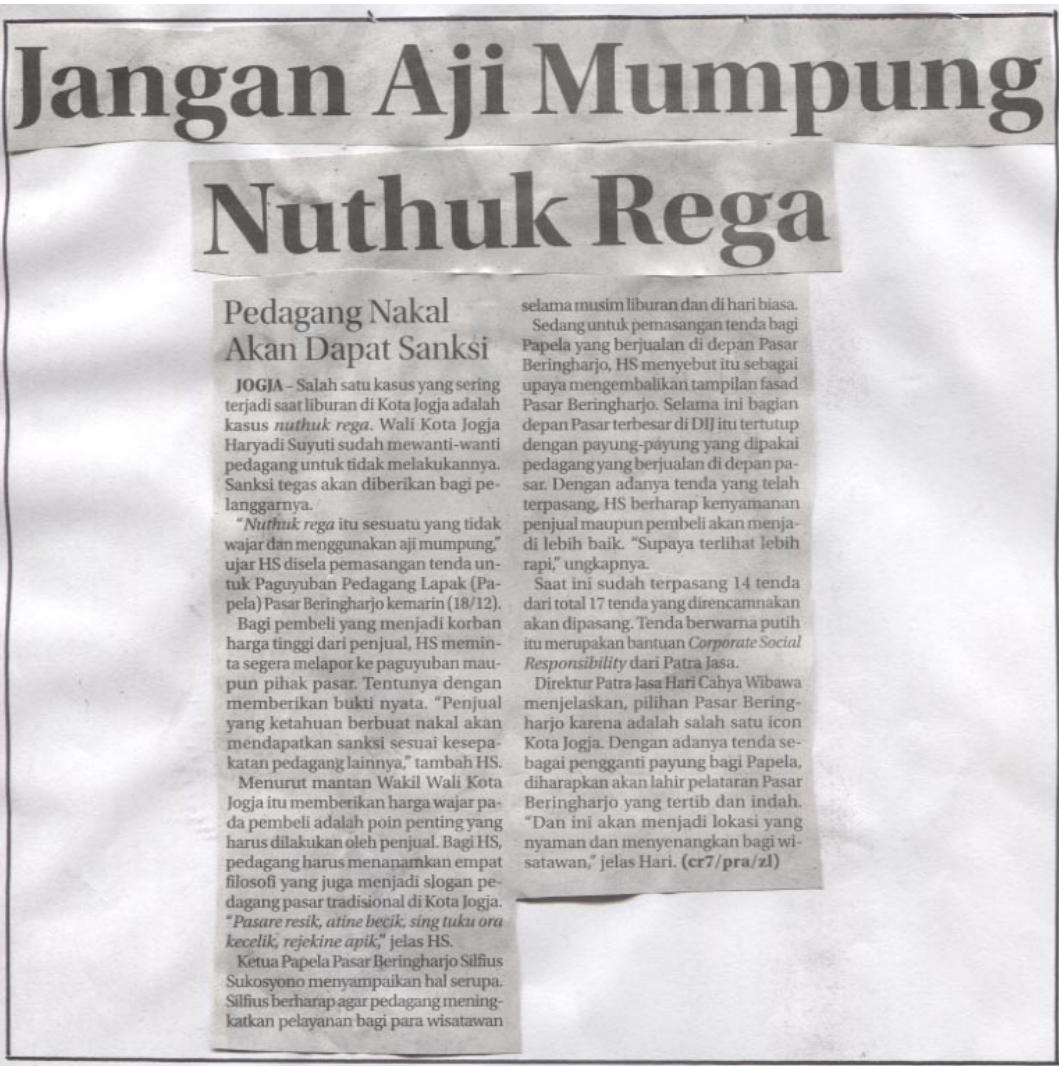 Jangan Aji Mumpung
Nuthuk Rega
Pedagang Nakal
Akan Dapat Sanksi
JOGJA – Salah satu kasus yang sering
terjadi saat liburan di Kota Jogja adalah
kasus nuthuk rega. Wali Kota Jogja
Haryadi Suyuti sudah mewanti-wanti
pedagang untuk tidak melakukannya.
Sanksi tegas akan diberikan bagi pe-
langgarnya.
"Nuthuk rega itu sesuatu yang tidak
wajar dan menggunakan aji mumpung,"
ujar HS disela pemasangan tenda un-
tuk Paguyuban Pedagang Lapak (Pa-
pela) Pasar Beringharjo kemarin (18/12).
Bagi pembeli yang menjadi korban
harga tinggi dari penjual, HS memin-
ta segera melapor ke paguyuban mau-
pun pihak pasar. Tentunya dengan
memberikan bukti nyata. "Penjual
yang ketahuan berbuat nakal akan
mendapatkan sanksi sesuai kesepa-
katan pedagang lainnya," tambah HS.
Menurut mantan Wakil Wali Kota
Jogja itu memberikan harga wajar pa-
da pembeli adalah poin penting yang
harus dilakukan oleh penjual. Bagi HS,
pedagang harus menanamkan empat
filosofi yang juga menjadi slogan pe-
dagang pasar tradisional di Kota Jogja.
"Pasare resik, atine becik, sing tuku ora
kecelik, rejekine apik," jelas HS.
Ketua Papela Pasar Beringharjo Silfius
Sukosyono menyampaikan hal serupa.
Silfius berharap agar pedagang mening-
katkan pelayanan bagi para wisatawan
selama musim liburan dan di hari biasa.
Sedang untuk pemasangan tenda bagi
Papela yang berjualan di depan Pasar
Beringharjo, HS menyebut itu sebagai
upaya mengembalikan tampilan fasad
Pasar Beringharjo. Selama ini bagian
depan Pasar terbesar di DIJ itu tertutup
dengan payung-payung yang dipakai
pedagang yang berjualan di depan pa-
sar. Dengan adanya tenda yang telah
terpasang, HS berharap kenyamanan
penjual maupun pembeli akan menja-
di lebih baik. "Supaya terlihat lebih
rapi," ungkapnya.
Saat ini sudah terpasang 14 tenda
dari total 17 tenda yang direncamnakan
akan dipasang. Tenda berwarna putih
itu merupakan bantuan Corporate Social
Responsibility dari Patra Jasa.
Direktur Patra Jasa Hari Cahya Wibawa
menjelaskan, pilihan Pasar Bering-
harjo karena adalah salah satu icon
Kota Jogja. Dengan adanya tenda se-
bagai pengganti payung bagi Papela,
diharapkan akan lahir pelataran Pasar
Beringharjo yang tertib dan indah.
"Dan ini akan menjadi lokasi yang
nyaman dan menyenangkan bagi wi-
satawan," jelas Hari. (cr7/pra/zl)